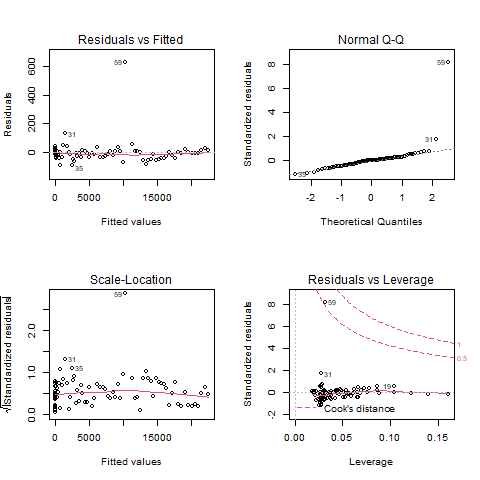 Residuals vs Fitted
Residuals
0 200 400 600
59
31
35
0 5000 15000
Fitted values
Normal Q-Q
Standardized residuals
0 2 4 6 8
59
31
35
-2 -1 0 1 2
Theoretical Quantiles
Scale-Location
√|Standardized residuals|
0.0 1.0 2.0
59
31
35
0 5000 15000
Fitted values
Residuals vs Leverage
Standardized residuals
-2 0 2 4 6 8
59
31
19
1
0.5
Cook's distance
0.00 0.05 0.10 0.15
Leverage